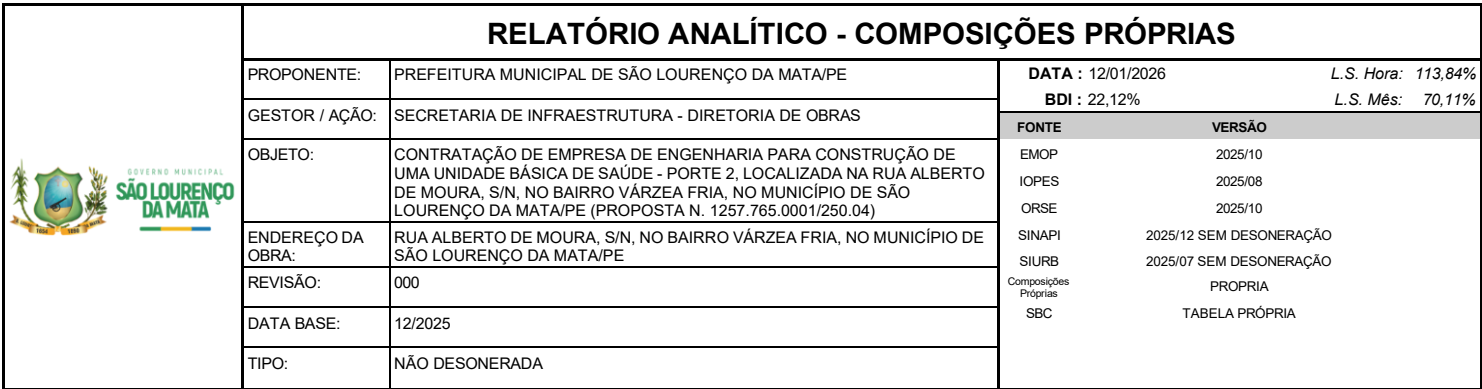 RELATÓRIO ANALÍTICO - COMPOSIÇÕES PRÓPRIAS
GOVERNO MUNICIPAL
SÃO LOURENÇO
DA MATA
PROPONENTE: PREFEITURA MUNICIPAL DE SÃO LOURENÇO DA MATA/PE
GESTOR / AÇÃO: SECRETARIA DE INFRAESTRUTURA - DIRETORIA DE OBRAS
OBJETO: CONTRATAÇÃO DE EMPRESA DE ENGENHARIA PARA CONSTRUÇÃO DE
UMA UNIDADE BÁSICA DE SAÚDE - PORTE 2, LOCALIZADA NA RUA ALBERTO
DE MOURA, S/N, NO BAIRRO VÁRZEA FRIA, NO MUNICÍPIO DE SÃO
LOURENÇO DA MATA/PE (PROPOSTA N. 1257.765.0001/250.04)
ENDEREÇO DA OBRA: RUA ALBERTO DE MOURA, S/N, NO BAIRRO VÁRZEA FRIA, NO MUNICÍPIO DE
SÃO LOURENÇO DA MATA/PE
REVISÃO: 000
DATA BASE: 12/2025
TIPO: NÃO DESONERADA
DATA : 12/01/2026 L.S. Hora: 113,84%
BDI : 22,12% L.S. Mês: 70,11%
FONTE VERSÃO
EMOP 2025/10
IOPES 2025/08
ORSE 2025/10
SINAPI 2025/12 SEM DESONERAÇÃO
SIURB 2025/07 SEM DESONERAÇÃO
Composições Próprias PROPRIA
SBC TABELA PRÓPRIA